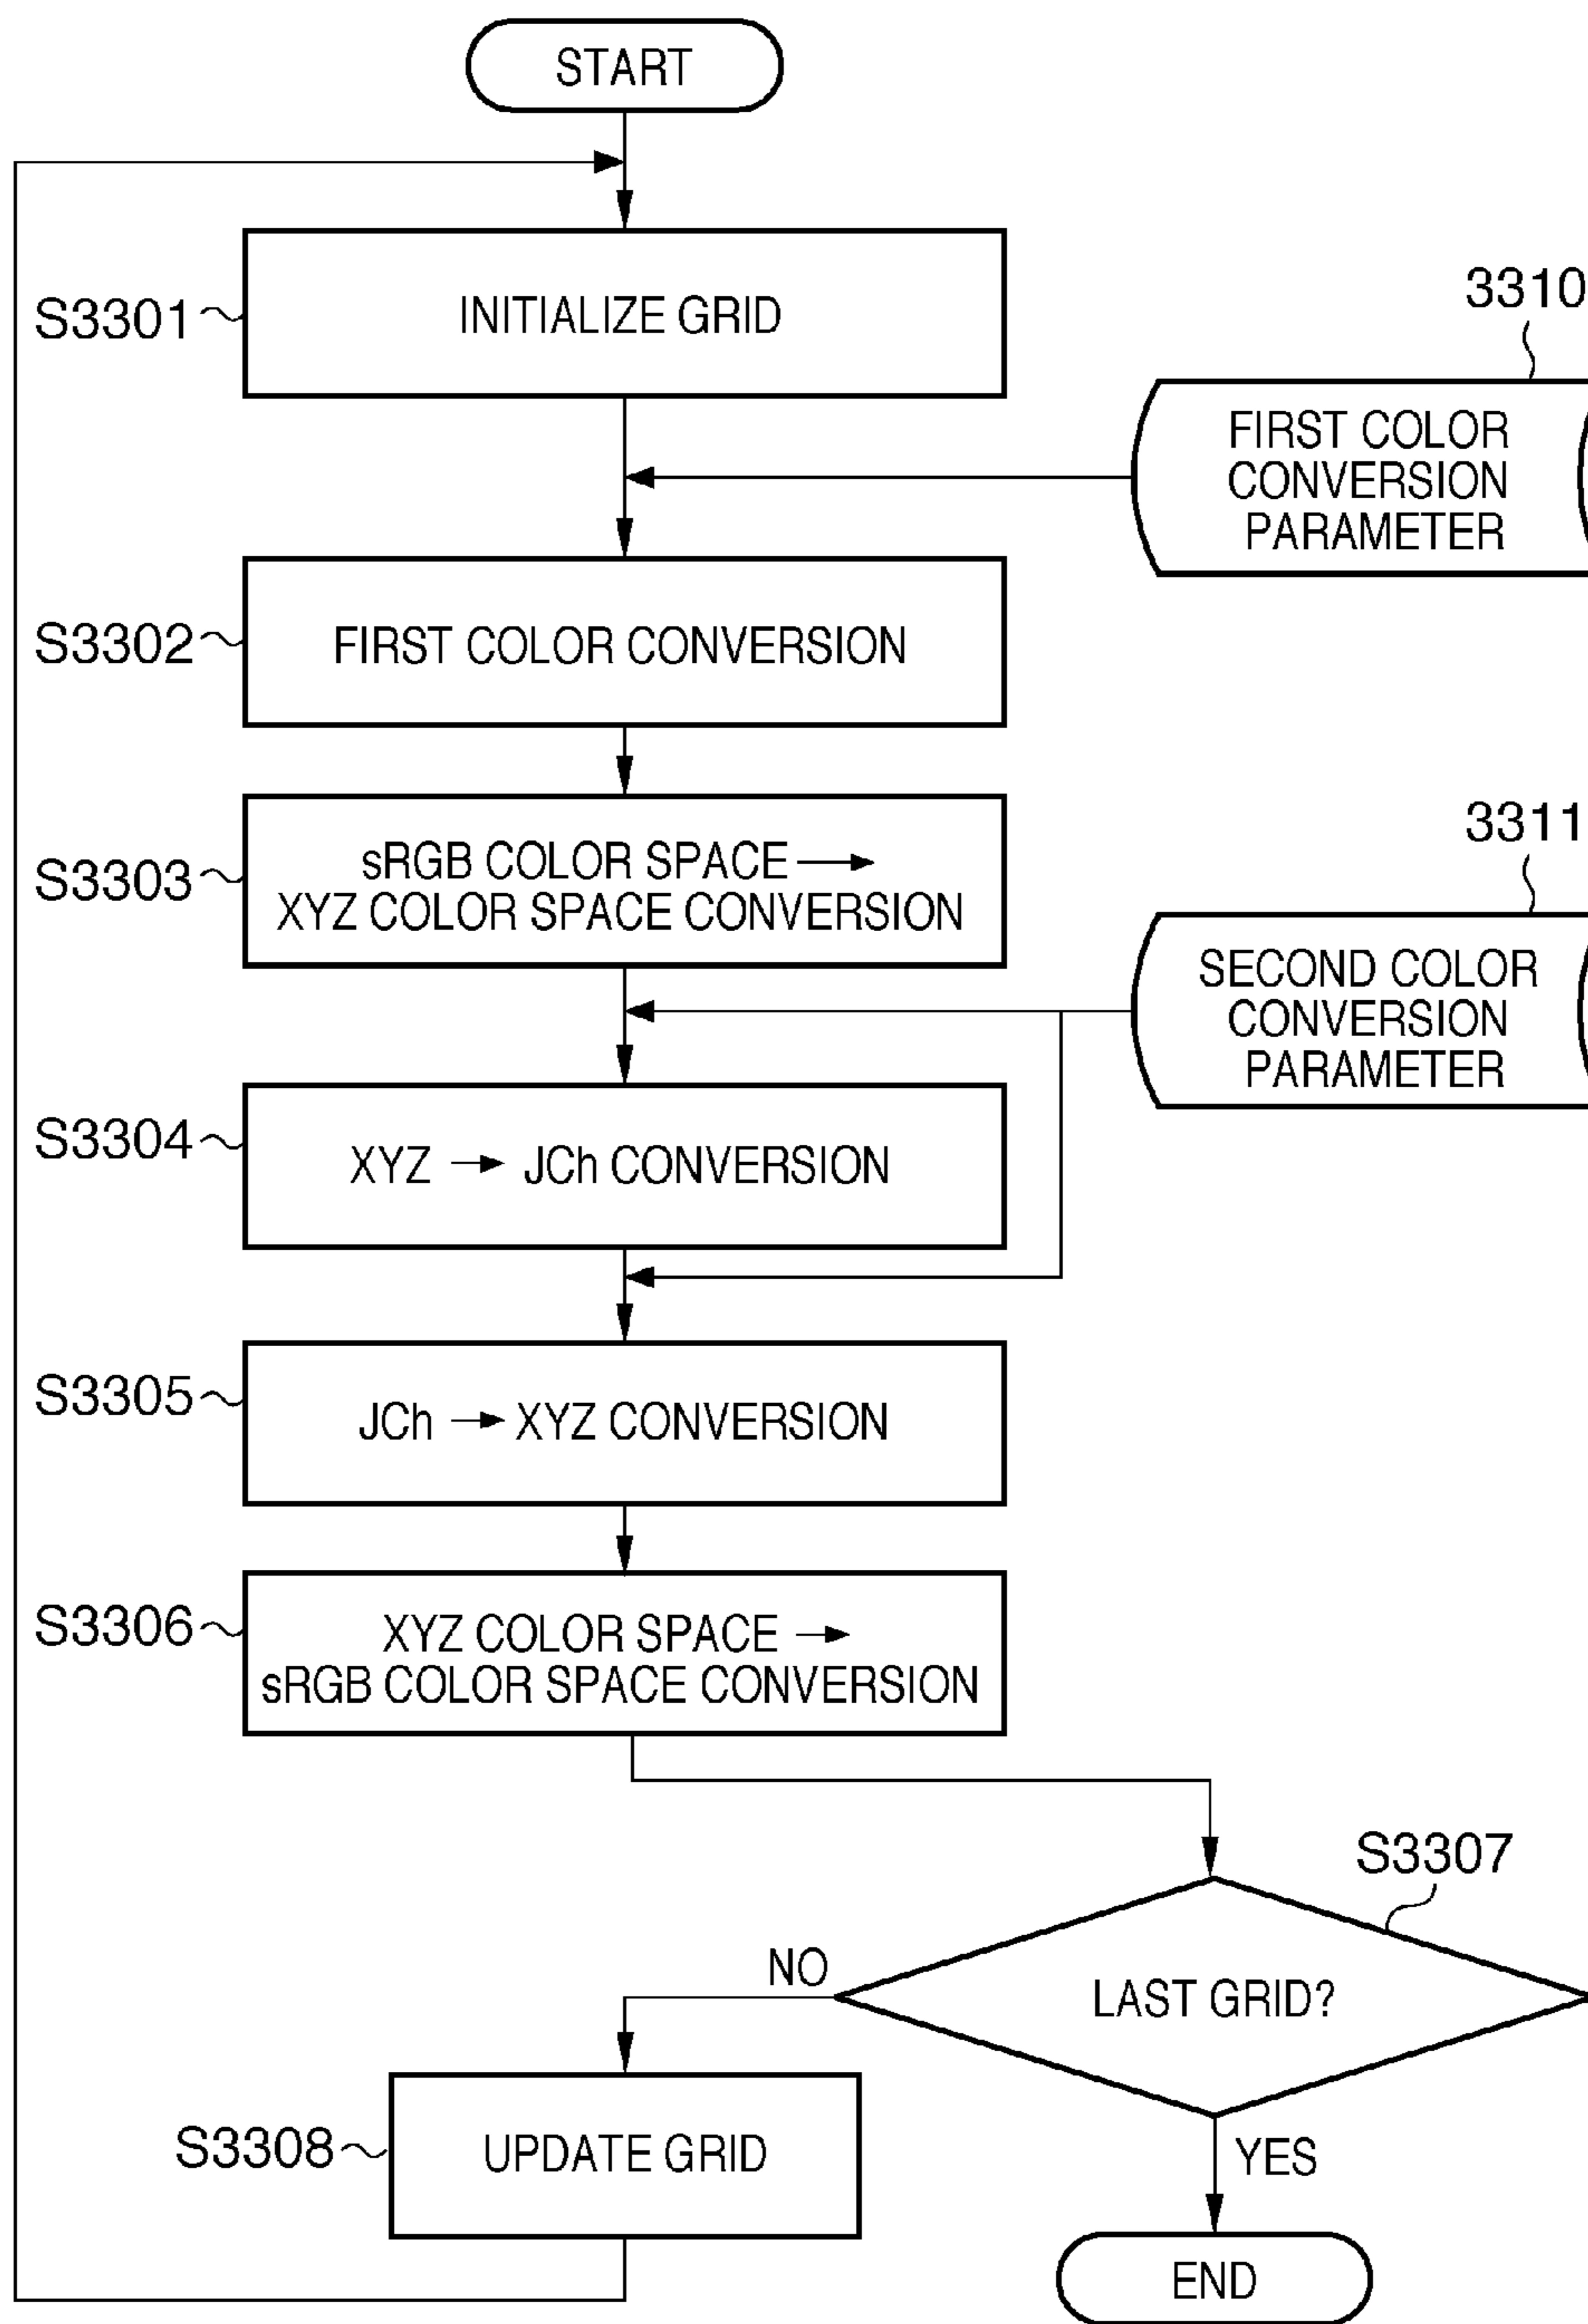 START
S3301
INITIALIZE GRID
3310
FIRST COLOR
CONVERSION
PARAMETER
S3302
FIRST COLOR CONVERSION
S3303
sRGB COLOR SPACE →
XYZ COLOR SPACE CONVERSION
3311
SECOND COLOR
CONVERSION
PARAMETER
S3304
XYZ → JCh CONVERSION
S3305
JCh → XYZ CONVERSION
S3306
XYZ COLOR SPACE →
sRGB COLOR SPACE CONVERSION
S3307
LAST GRID?
NO
S3308
UPDATE GRID
YES
END